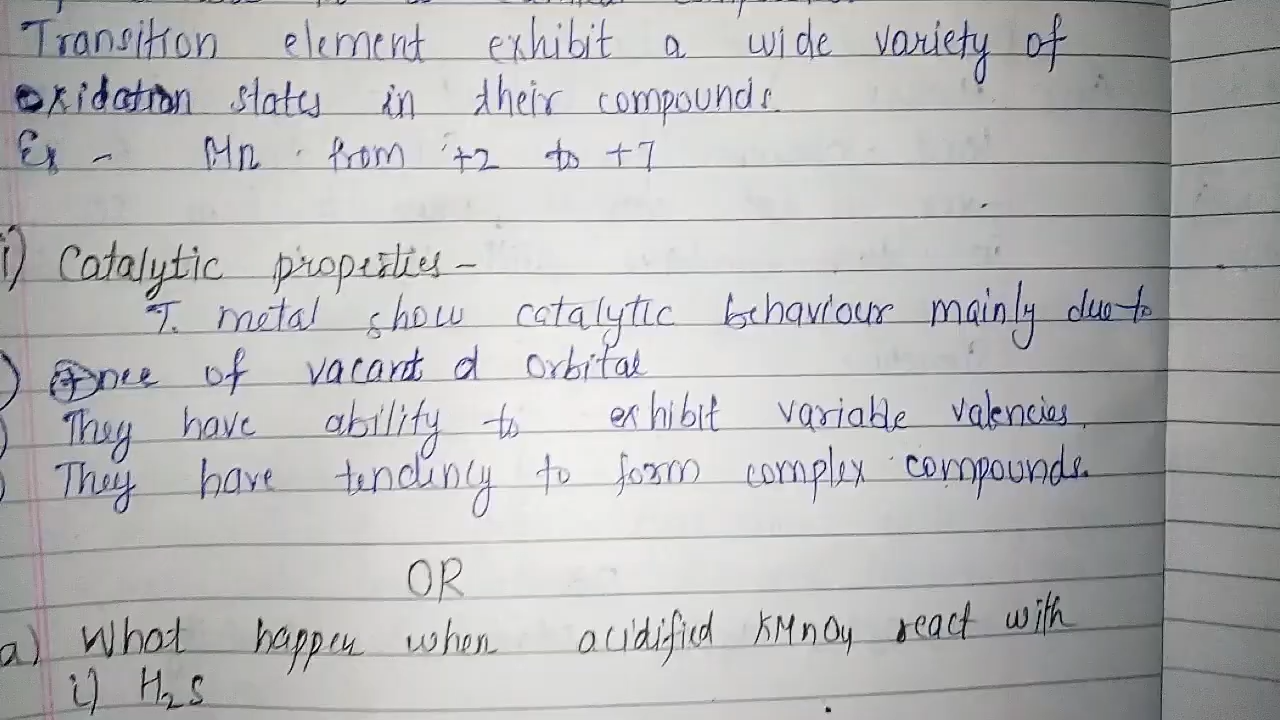 Transition element exhibit a wide variety of
oxidation states in their compounds.
Ex - Mn from +2 to +7
i) Catalytic properties -
T. metal show catalytic behaviour mainly due to
(+)nce of vacant d orbital
They have ability to exhibit variable valencies.
They have tendency to form complex compounds.
OR
a) What happen when acidified KMnO4 react with
i) H2S